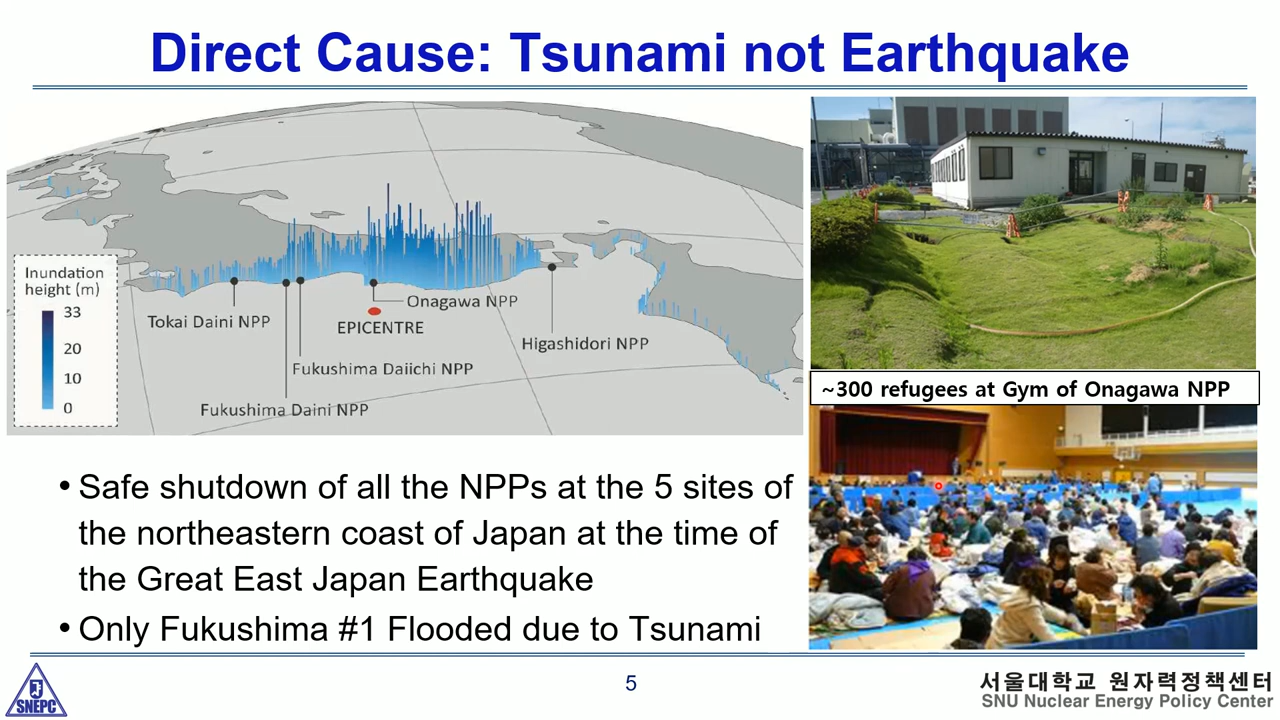 Direct Cause: Tsunami not Earthquake
Inundation
height (m)
33
20
10
0
Tokai Daini NPP
Onagawa NPP
EPICENTRE
Higashidori NPP
Fukushima Daiichi NPP
Fukushima Daini NPP
~300 refugees at Gym of Onagawa NPP
• Safe shutdown of all the NPPs at the 5 sites of
the northeastern coast of Japan at the time of
the Great East Japan Earthquake
• Only Fukushima #1 Flooded due to Tsunami
SNEPC
5
서울대학교 원자력정책센터
SNU Nuclear Energy Policy Center